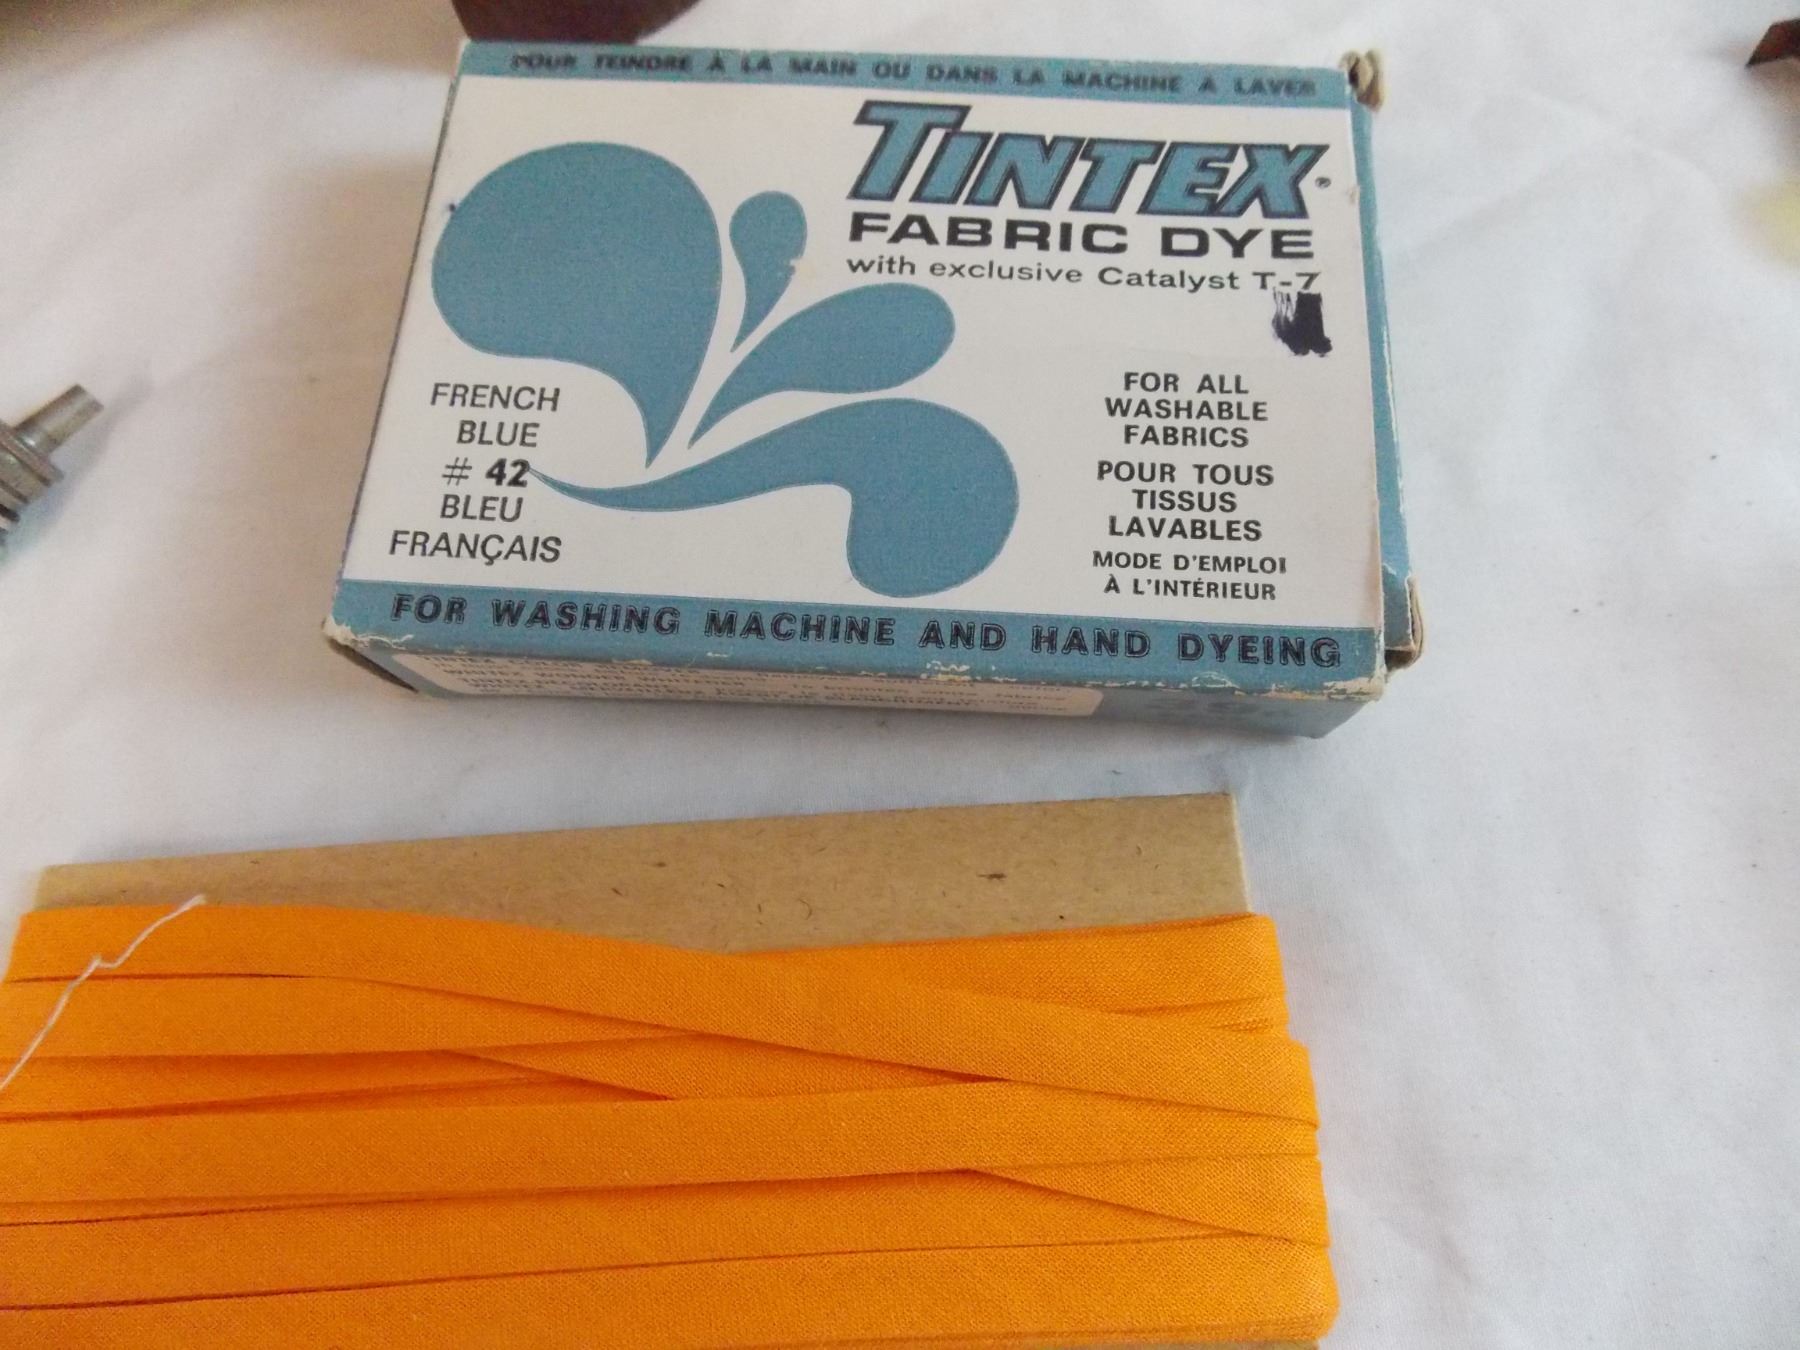 POUR TEINDRE À LA MAIN OU DANS LA MACHINE À LAVER
TINTEX®
FABRIC DYE
with exclusive Catalyst T-7
FRENCH
BLUE
# 42
BLEU
FRANÇAIS
FOR ALL
WASHABLE
FABRICS
POUR TOUS
TISSUS
LAVABLES
MODE D'EMPLOI
À L'INTÉRIEUR
FOR WASHING MACHINE AND HAND DYEING